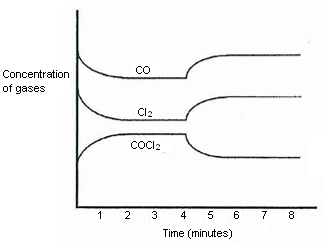 Concentration
of gases
CO
Cl₂
COCl₂
1 2 3 4 5 6 7 8
Time (minutes)